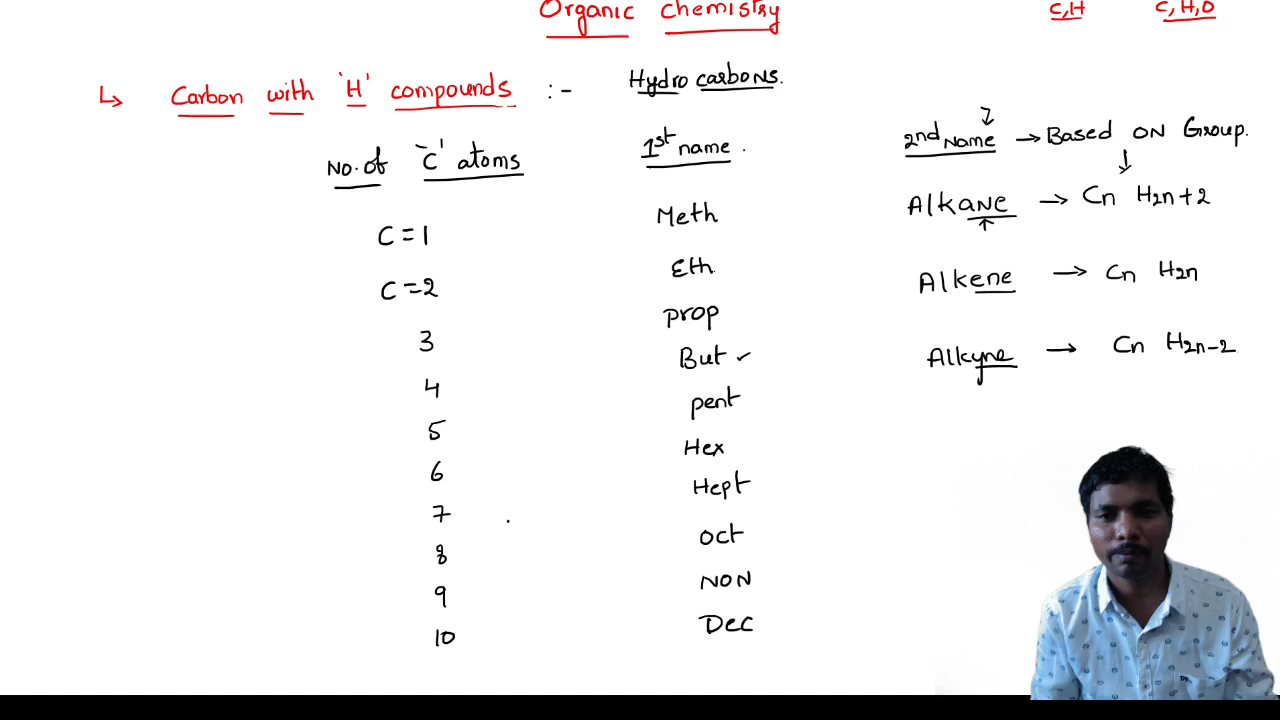 Organic chemistry
C,H C,H,O
↳ Carbon with 'H' compounds :- Hydro carbons.
No. of 'C' atoms 1st name. 2nd Name → Based ON Group.
C = 1 Meth Alkane → Cn H2n+2
C = 2 Eth Alkene → Cn H2n
3 prop
4 But ✓ Alkyne → Cn H2n-2
5 pent
6 Hex
7 Hept
8 oct
9 NON
10 Dec